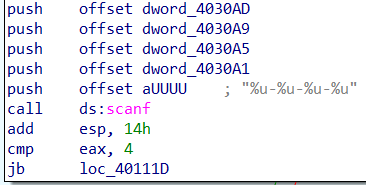 push offset dword_4030AD
push offset dword_4030A9
push offset dword_4030A5
push offset dword_4030A1
push offset aUUUU ; "%u-%u-%u-%u"
call ds:scanf
add esp, 14h
cmp eax, 4
jb loc_40111D